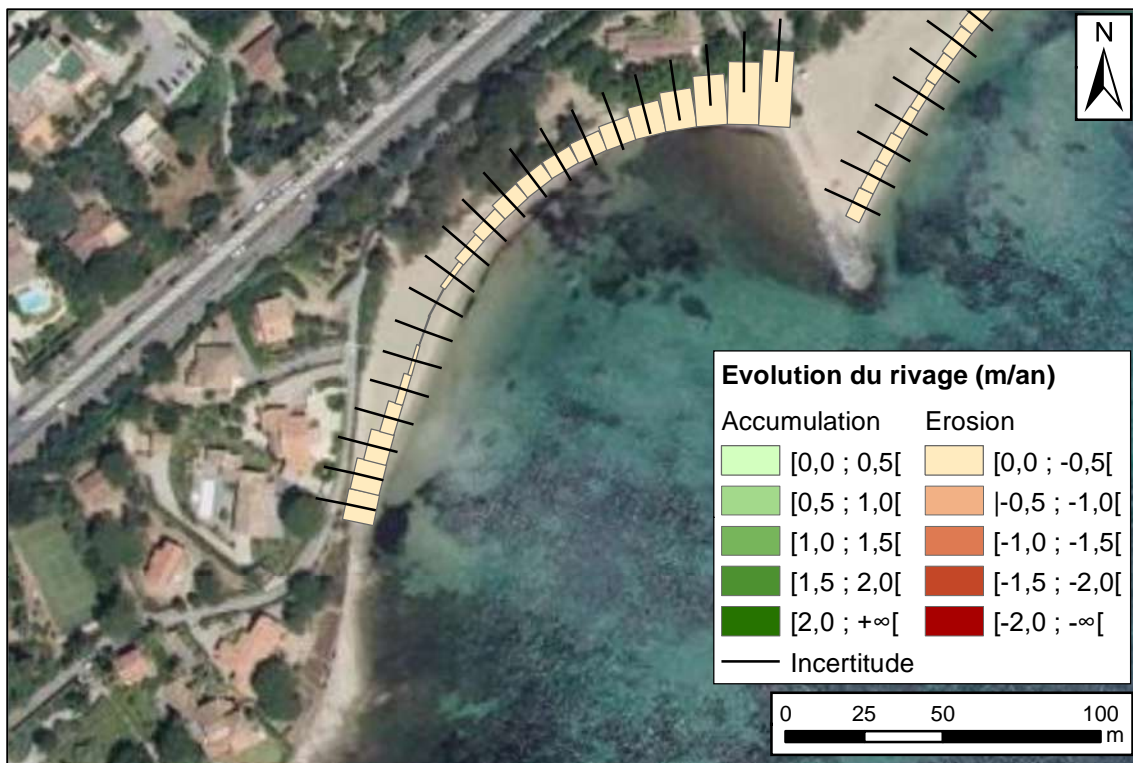 N
Evolution du rivage (m/an)
Accumulation Erosion
[0,0 ; 0,5[ [0,0 ; -0,5[
[0,5 ; 1,0[ |-0,5 ; -1,0[
[1,0 ; 1,5[ [-1,0 ; -1,5[
[1,5 ; 2,0[ [-1,5 ; -2,0[
[2,0 ; +∞[ [-2,0 ; -∞[
Incertitude
0 25 50 100
m